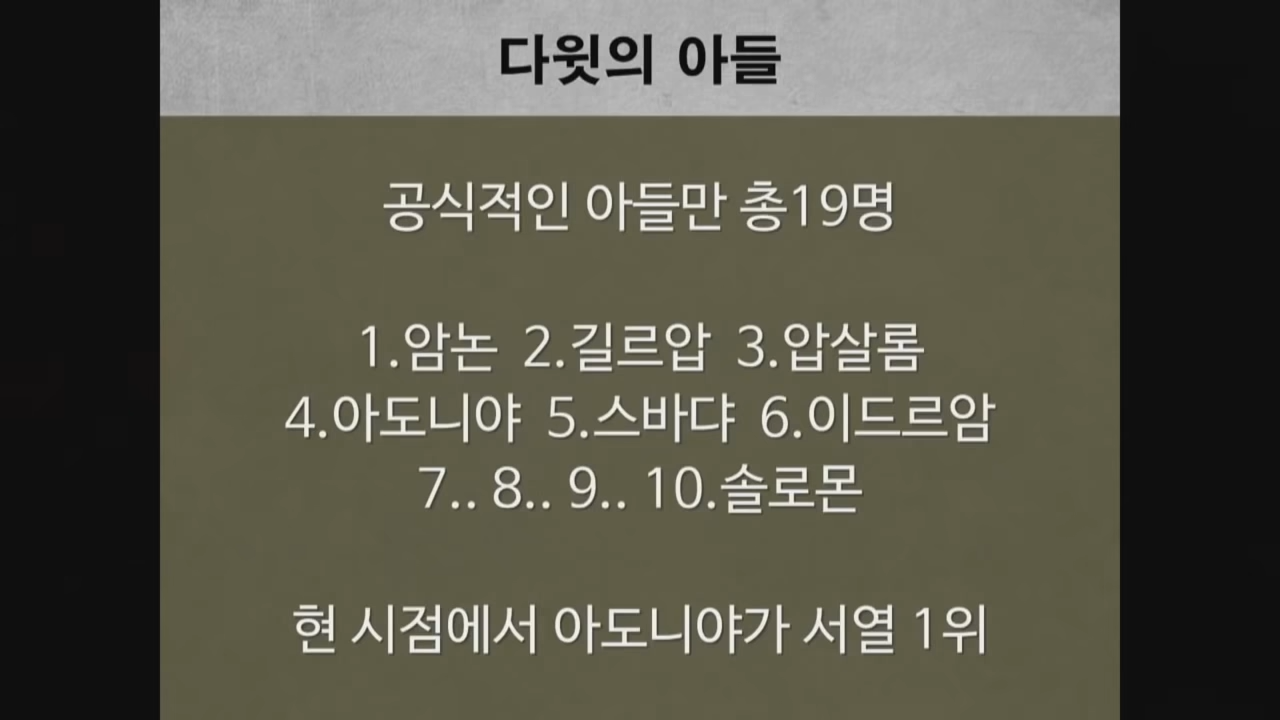 다윗의 아들
공식적인 아들만 총19명
1.암논 2.길르압 3.압살롬
4.아도니야 5.스바댜 6.이드르암
7.. 8.. 9.. 10.솔로몬
현 시점에서 아도니야가 서열 1위